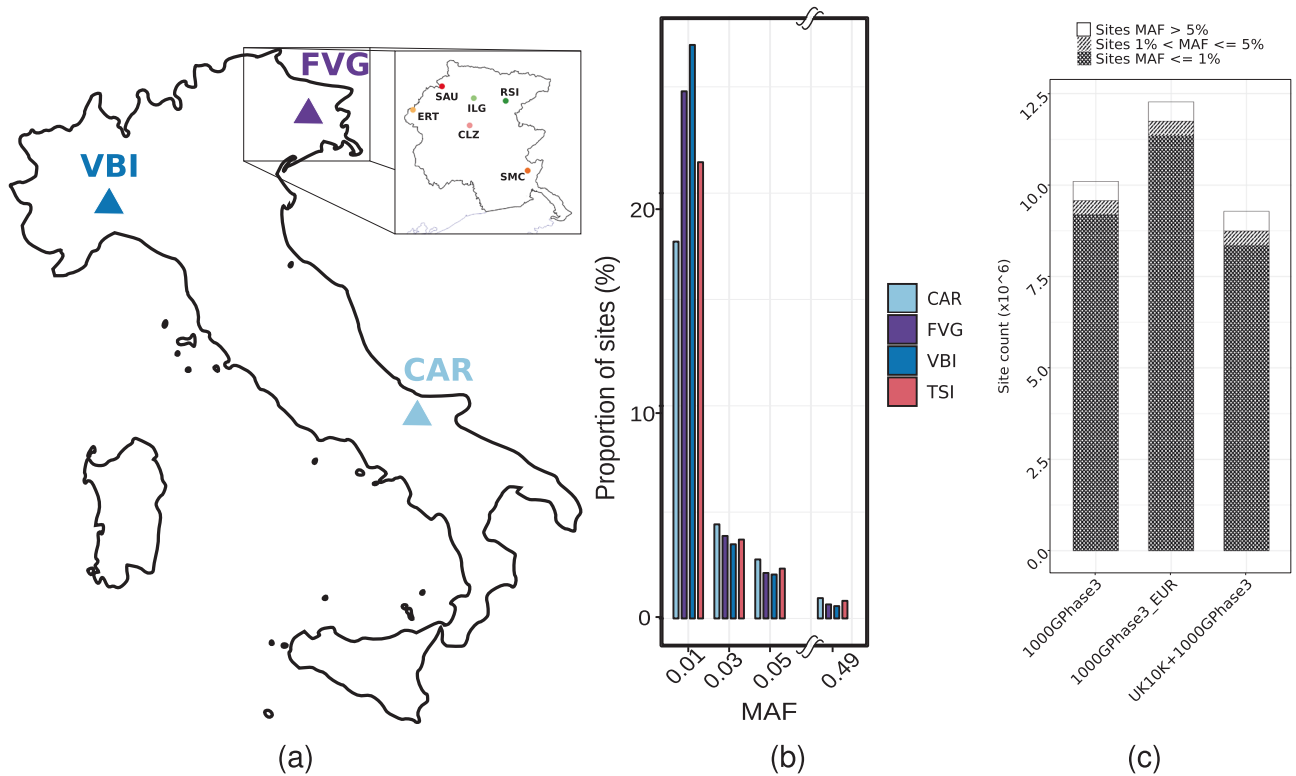 FVG
VBI
CAR
SAU
ILG
RSI
ERT
CLZ
SMC
(a)
Proportion of sites (%)
20
10
0
0.01
0.03
0.05
0.49
MAF
CAR
FVG
VBI
TSI
(b)
Sites MAF > 5%
Sites 1% < MAF <= 5%
Sites MAF <= 1%
Site count (x10^6)
12.5
10.0
7.5
5.0
2.5
0.0
1000GPhase3
1000GPhase3_EUR
UK10K+1000GPhase3
(c)